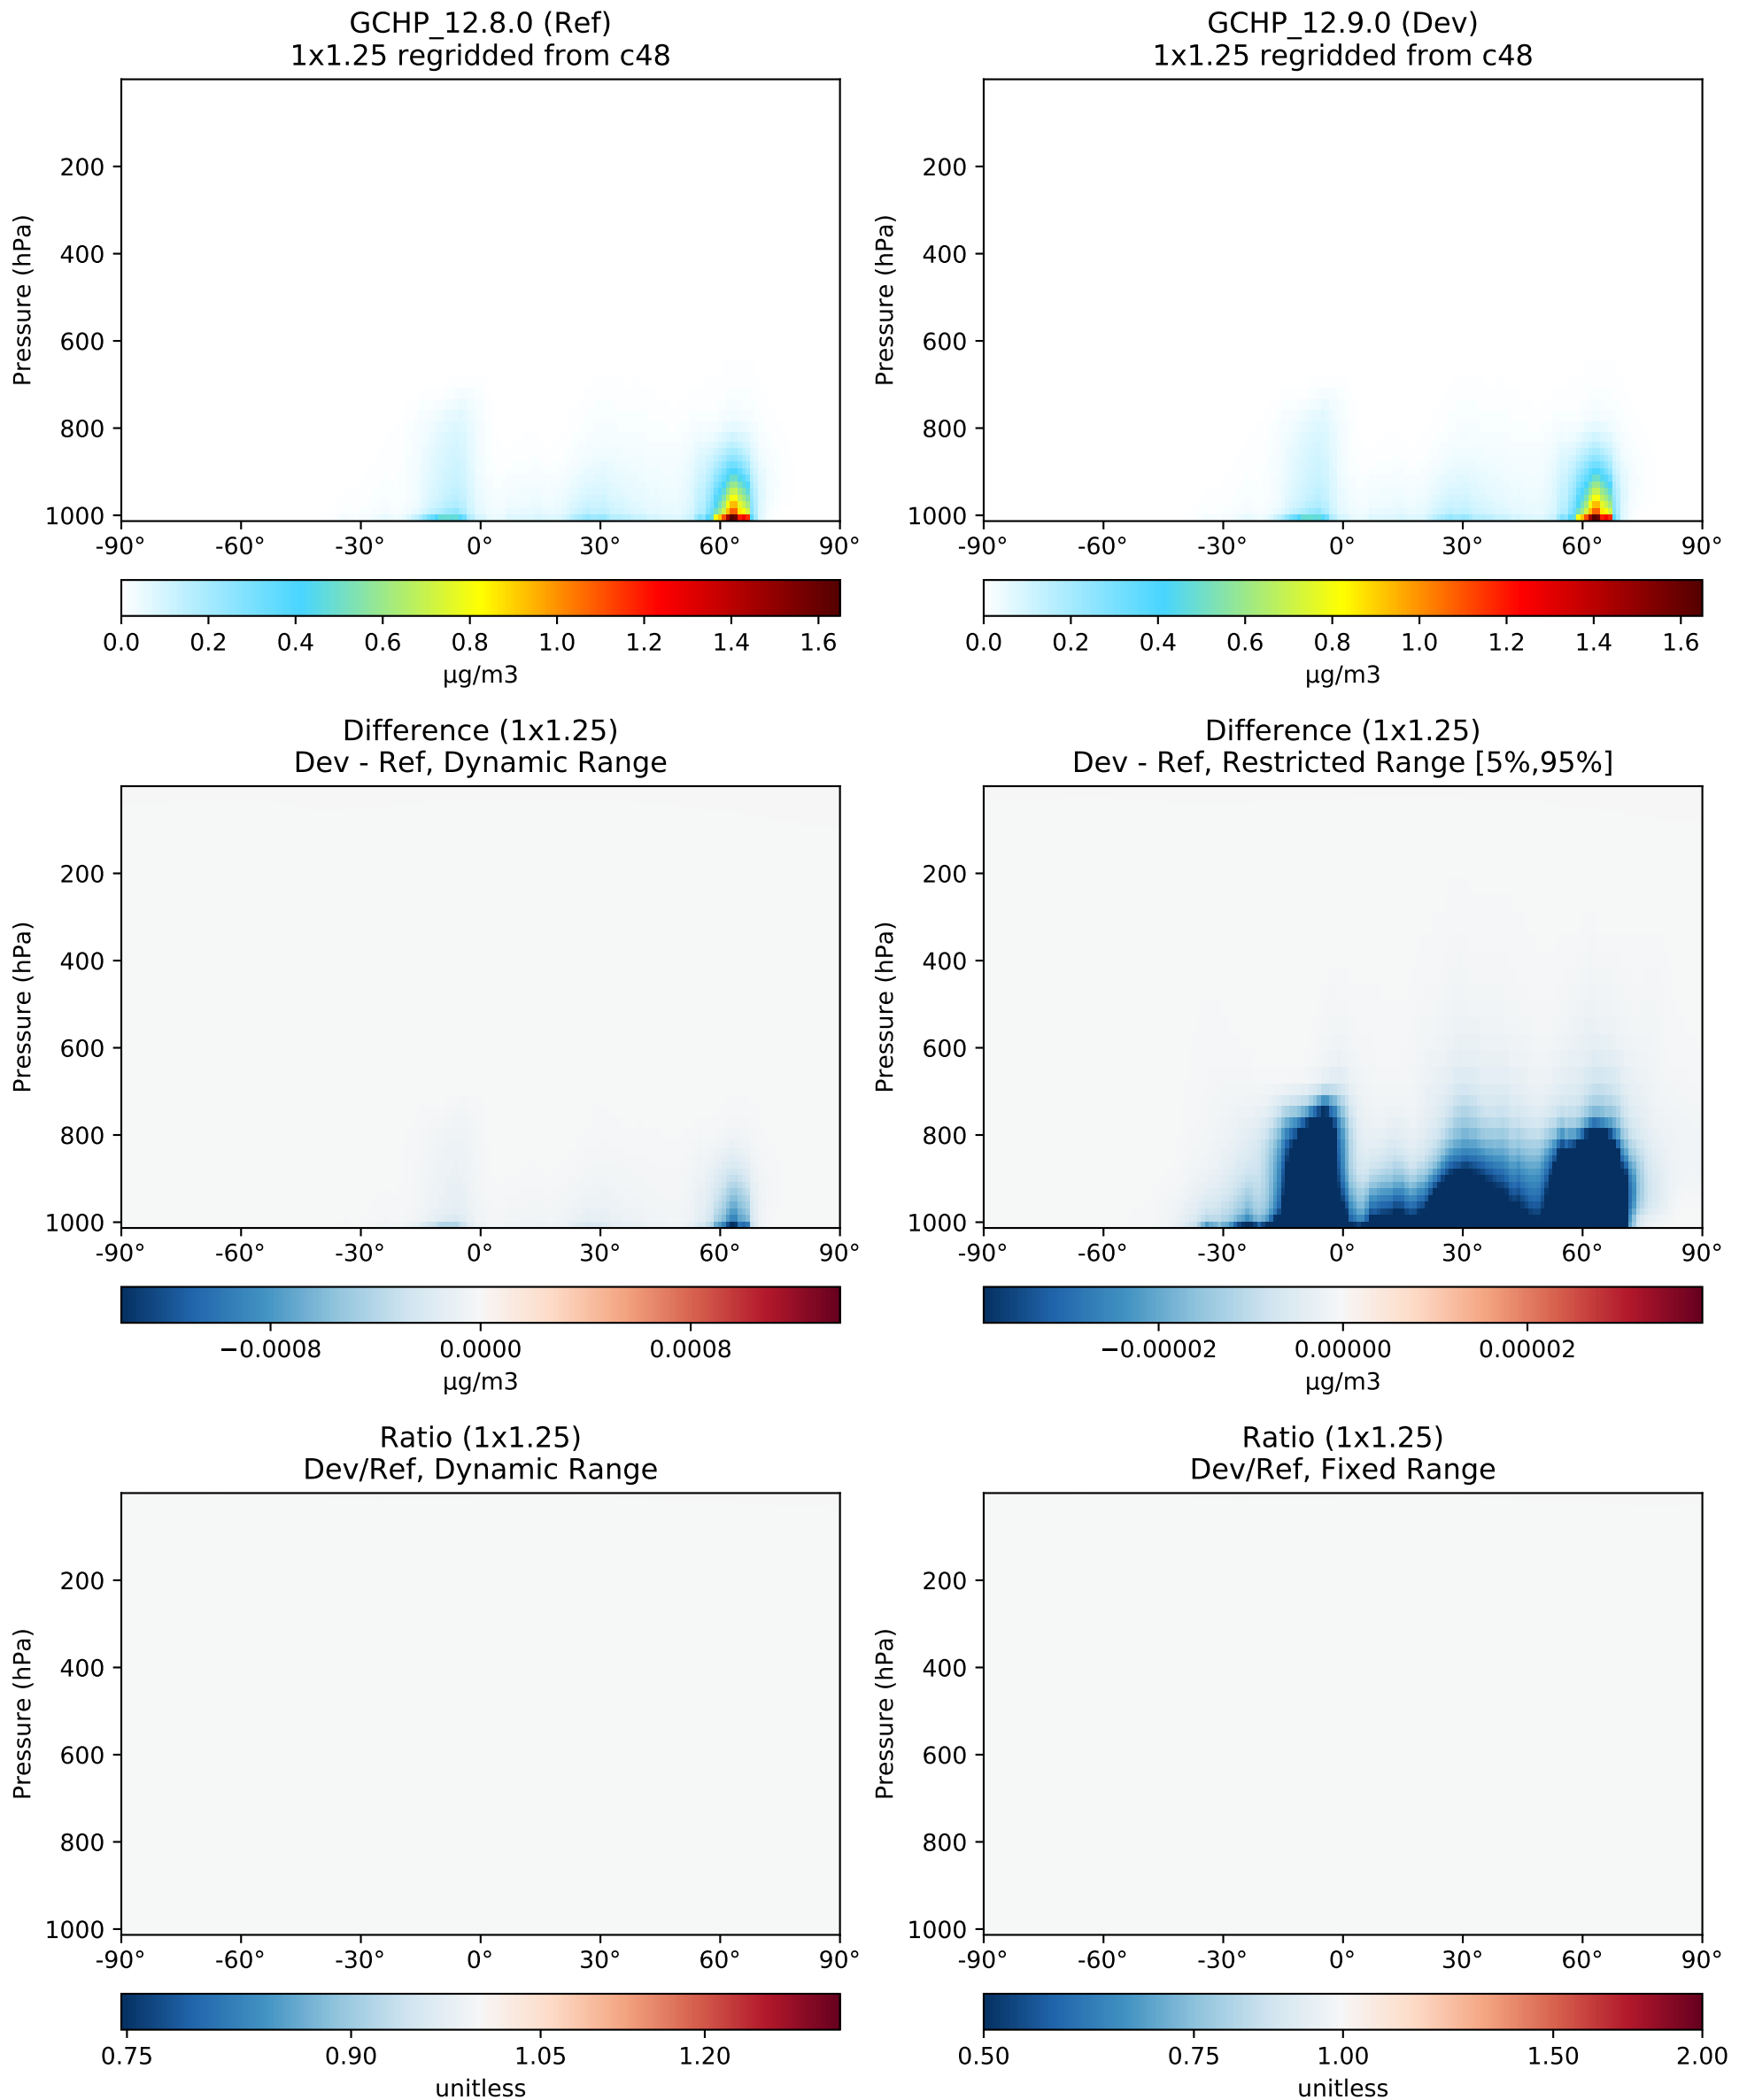 GCHP_12.8.0 (Ref)
1x1.25 regridded from c48
Pressure (hPa)
200
400
600
800
1000
-90° -60° -30° 0° 30° 60° 90°
0.0 0.2 0.4 0.6 0.8 1.0 1.2 1.4 1.6
µg/m3
GCHP_12.9.0 (Dev)
1x1.25 regridded from c48
Pressure (hPa)
200
400
600
800
1000
-90° -60° -30° 0° 30° 60° 90°
0.0 0.2 0.4 0.6 0.8 1.0 1.2 1.4 1.6
µg/m3
Difference (1x1.25)
Dev - Ref, Dynamic Range
Pressure (hPa)
200
400
600
800
1000
-90° -60° -30° 0° 30° 60° 90°
−0.0008 0.0000 0.0008
µg/m3
Difference (1x1.25)
Dev - Ref, Restricted Range [5%,95%]
Pressure (hPa)
200
400
600
800
1000
-90° -60° -30° 0° 30° 60° 90°
−0.00002 0.00000 0.00002
µg/m3
Ratio (1x1.25)
Dev/Ref, Dynamic Range
Pressure (hPa)
200
400
600
800
1000
-90° -60° -30° 0° 30° 60° 90°
0.75 0.90 1.05 1.20
unitless
Ratio (1x1.25)
Dev/Ref, Fixed Range
Pressure (hPa)
200
400
600
800
1000
-90° -60° -30° 0° 30° 60° 90°
0.50 0.75 1.00 1.50 2.00
unitless